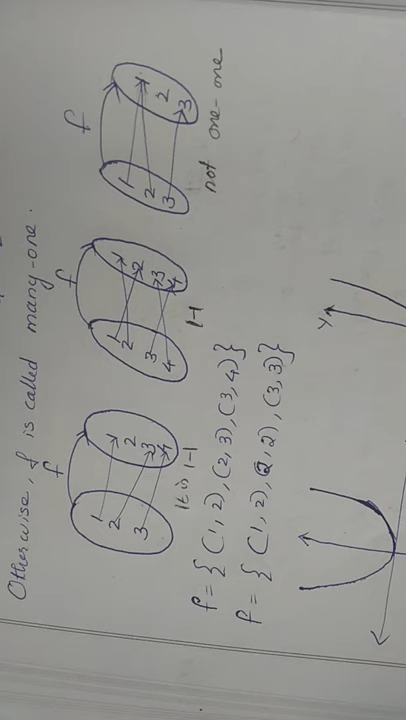 Otherwise, f is called many-one.
f f f
1 2 3 1 2 3 4
1 2 3 4 1 2 3 4
1 2 3 1 2 3
It is 1-1 1-1 not one-one
f = { (1, 2), (2, 3), (3, 4)}
f = { (1, 2), (2, 2), (3, 3)}
Y